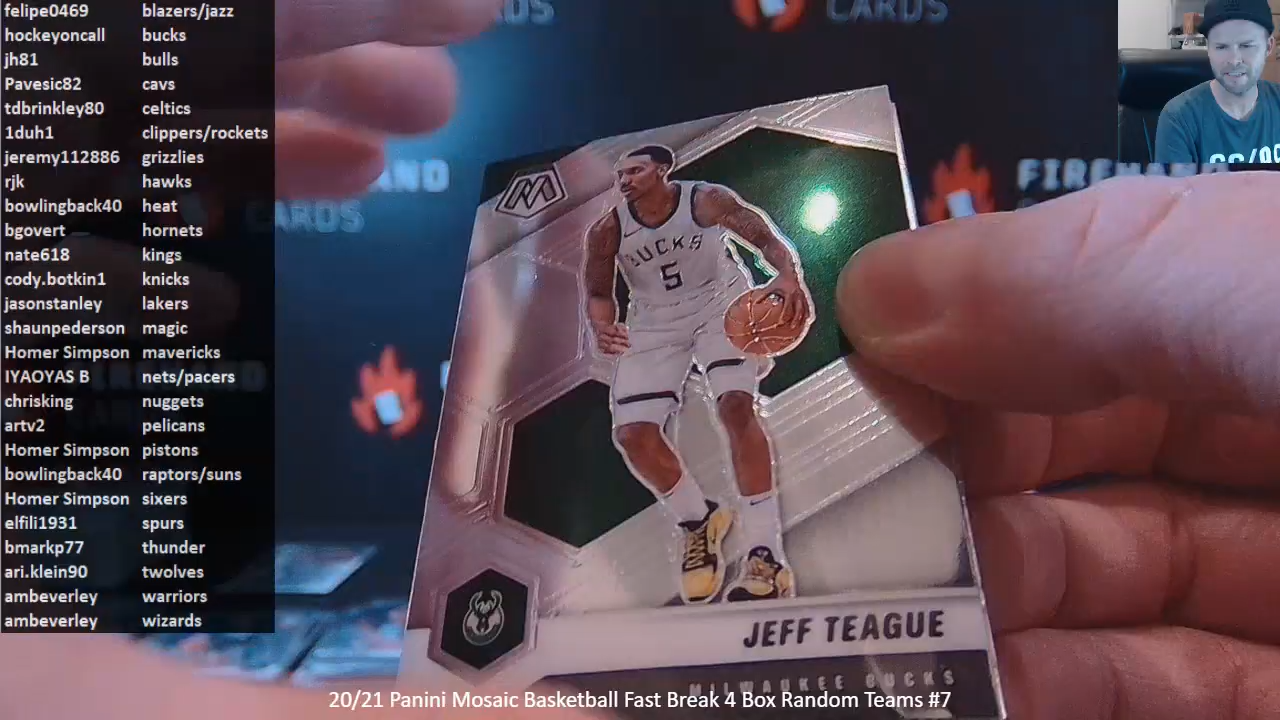 felipe0469 blazers/jazz
hockeyoncall bucks
jh81 bulls
Pavesic82 cavs
tdbrinkley80 celtics
1duh1 clippers/rockets
jeremy112886 grizzlies
rjk hawks
bowlingback40 heat
bgovert hornets
nate618 kings
cody.botkin1 knicks
jasonstanley lakers
shaunpederson magic
Homer Simpson mavericks
IYAOYAS B nets/pacers
chrisking nuggets
artv2 pelicans
Homer Simpson pistons
bowlingback40 raptors/suns
Homer Simpson sixers
elfili1931 spurs
bmarkp77 thunder
ari.klein90 twolves
ambeverley warriors
ambeverley wizards
CARDS
CARDS
FIREHAND
CARDS
BUCKS
5
JEFF TEAGUE
MILWAUKEE BUCKS
20/21 Panini Mosaic Basketball Fast Break 4 Box Random Teams #7